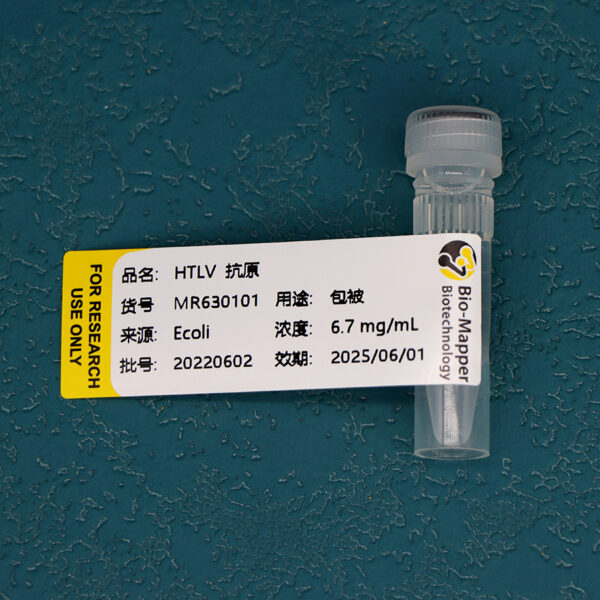 FOR RESEARCH
USE ONLY
品名: HTLV 抗原
货号 MR630101 用途: 包被
来源: Ecoli 浓度: 6.7 mg/mL
批号: 20220602 效期: 2025/06/01
Bio-Mapper
Biotechnology